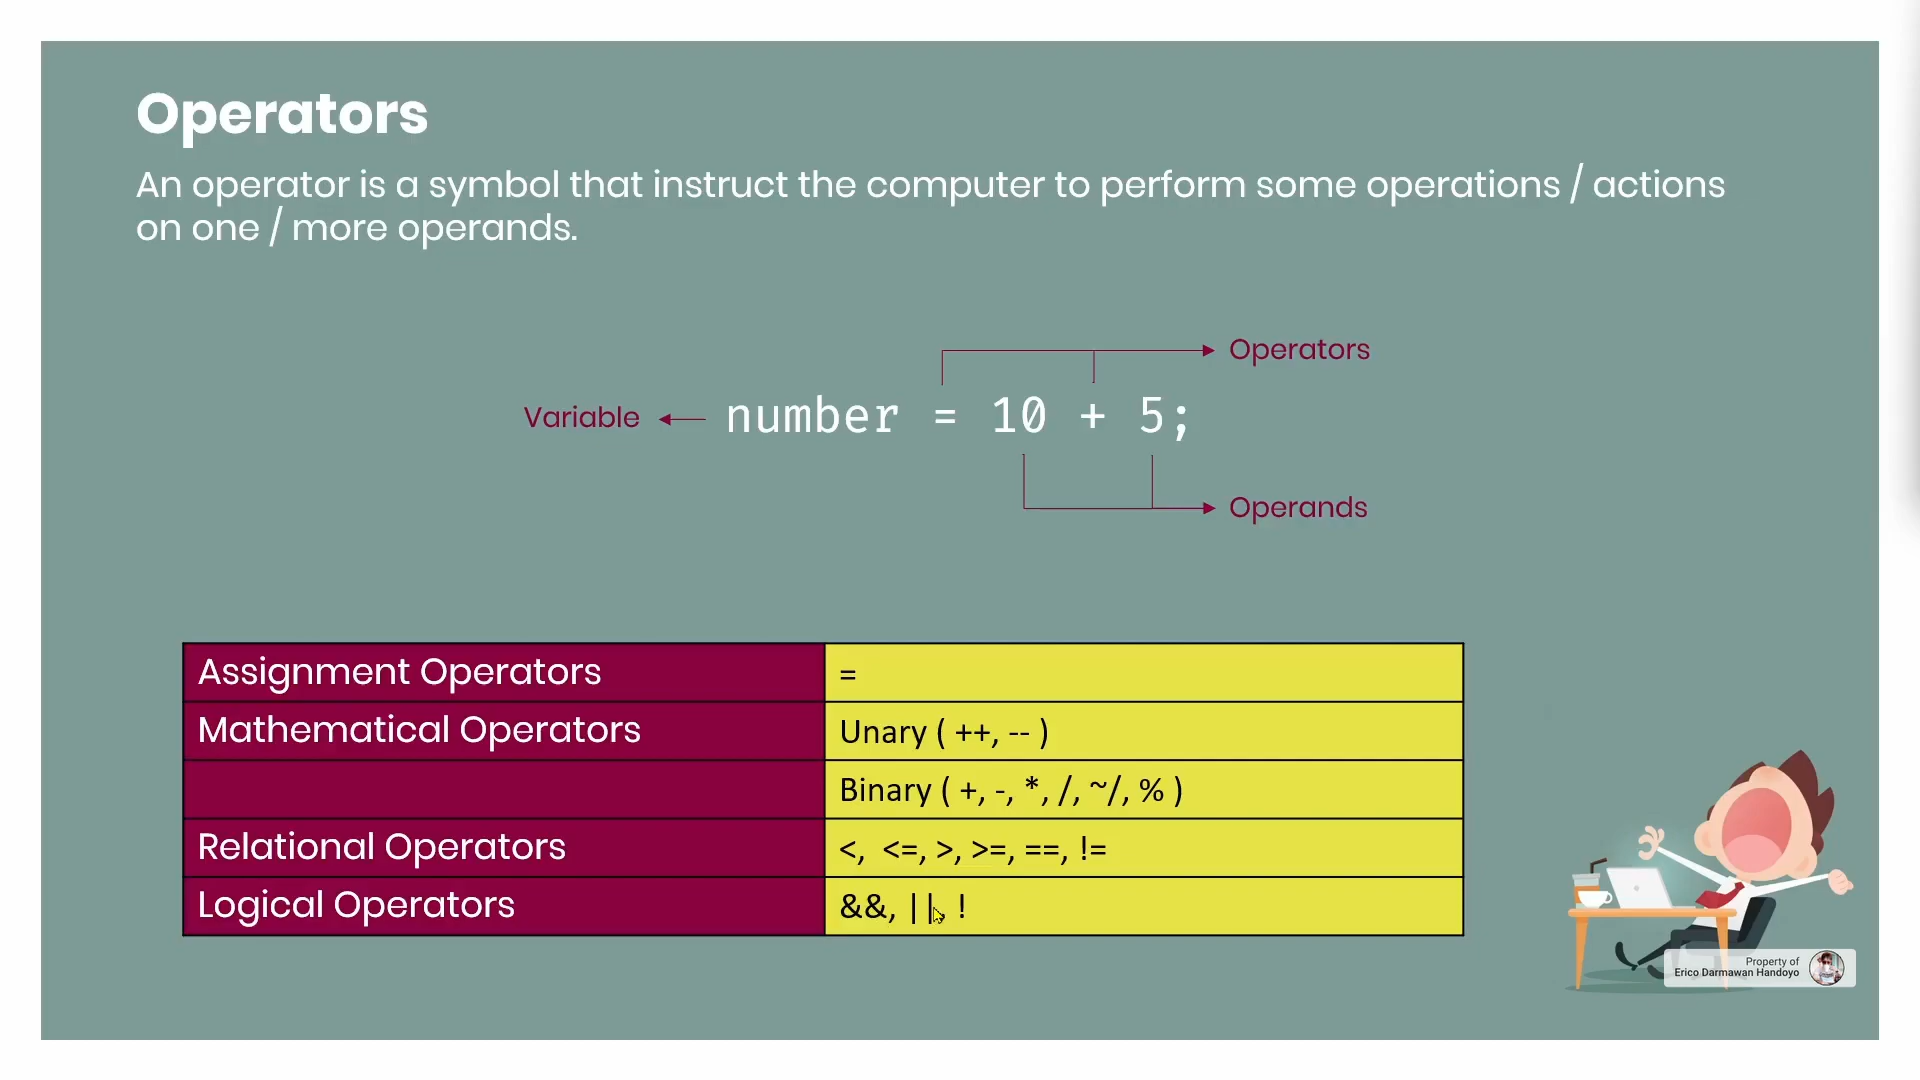 Operators
An operator is a symbol that instruct the computer to perform some operations / actions
on one / more operands.
Operators
Variable
number = 10 + 5;
Operands
Assignment Operators
=
Mathematical Operators
Unary ( ++, -- )
Binary ( +, -, *, /, ~/, % )
Relational Operators
<, <=, >, >=, ==, !=
Logical Operators
&&, ||, !
Property of
Erico Darmawan Handoyo